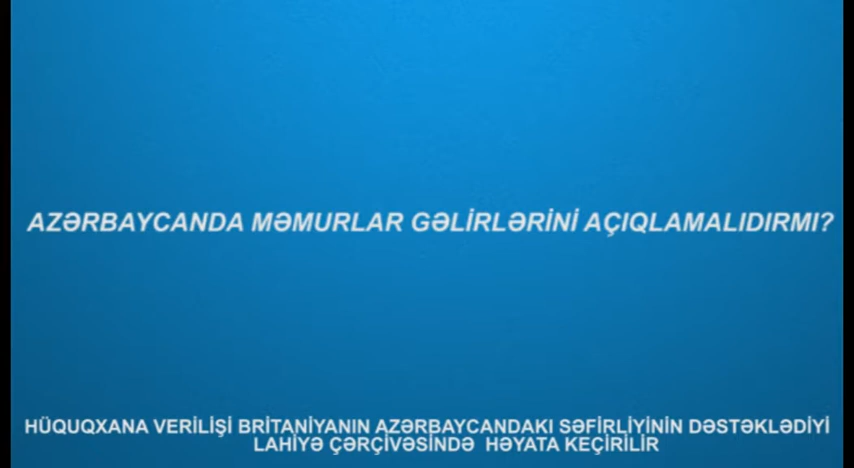 AZƏRBAYCANDA MƏMURLAR GƏLİRLƏRİNİ AÇIQLAMALIDIRMI?
HÜQUQXANA VERİLİŞİ BRİTANİYANIN AZƏRBAYCANDAKI SƏFİRLİYİNİN DƏSTƏKLƏDİYİ
LAHİYƏ ÇƏRÇİVƏSİNDƏ HƏYATA KEÇİRİLİR